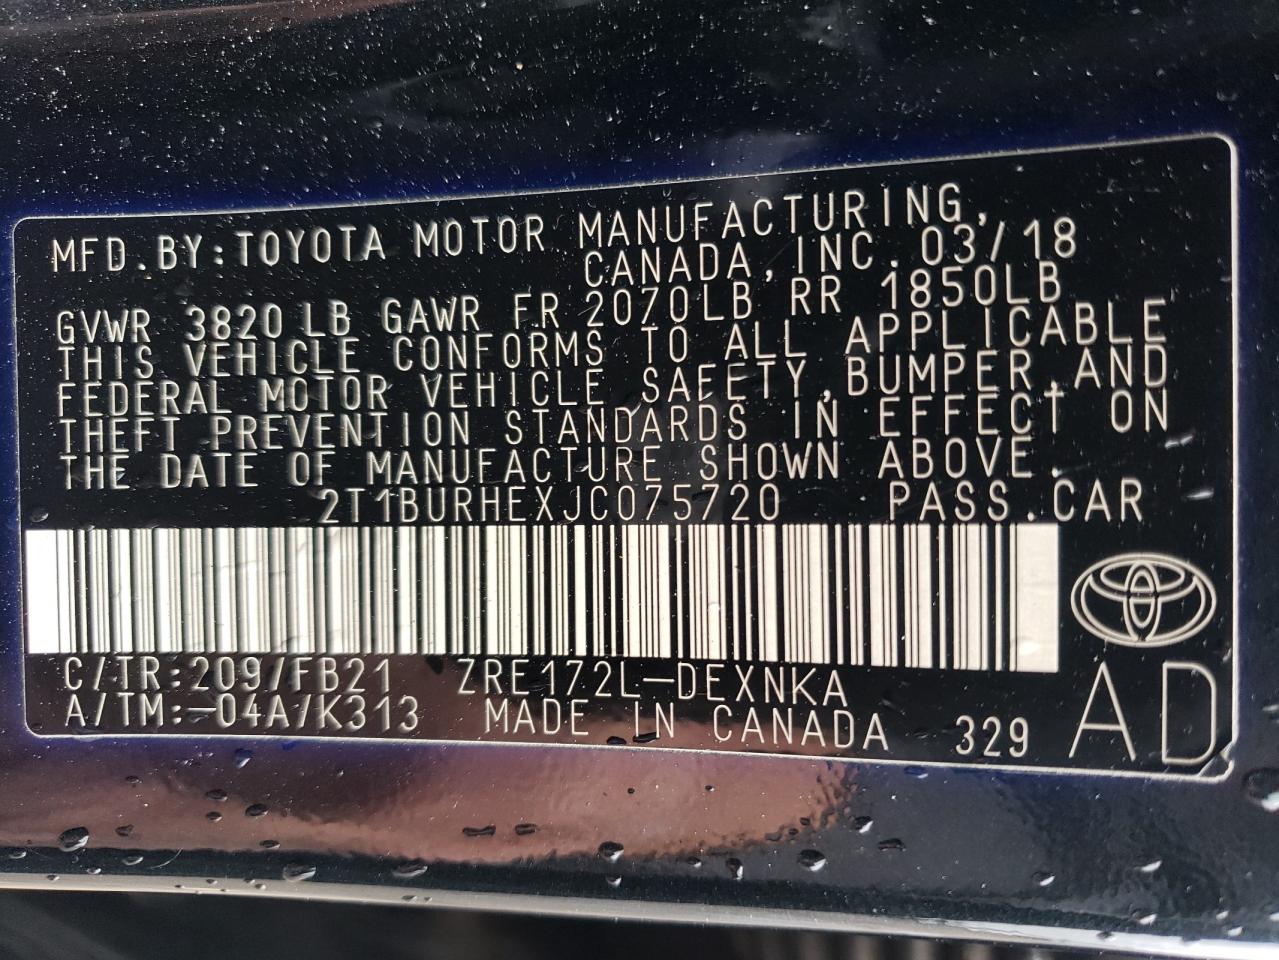 MFD. BY: TOYOTA MOTOR MANUFACTURING,
CANADA, INC. 03/18
GVWR 3820 LB GAWR FR 2070LB RR 1850LB
THIS VEHICLE CONFORMS TO ALL APPLICABLE
FEDERAL MOTOR VEHICLE SAFETY, BUMPER, AND
THEFT PREVENTION STANDARDS IN EFFECT ON
THE DATE OF MANUFACTURE SHOWN ABOVE.
2T1BURHEXJC075720 PASS. CAR
C/TR: 209/FB21 ZRE172L-DEXNKA
A/TM: -04A/K313 MADE IN CANADA 329 AD